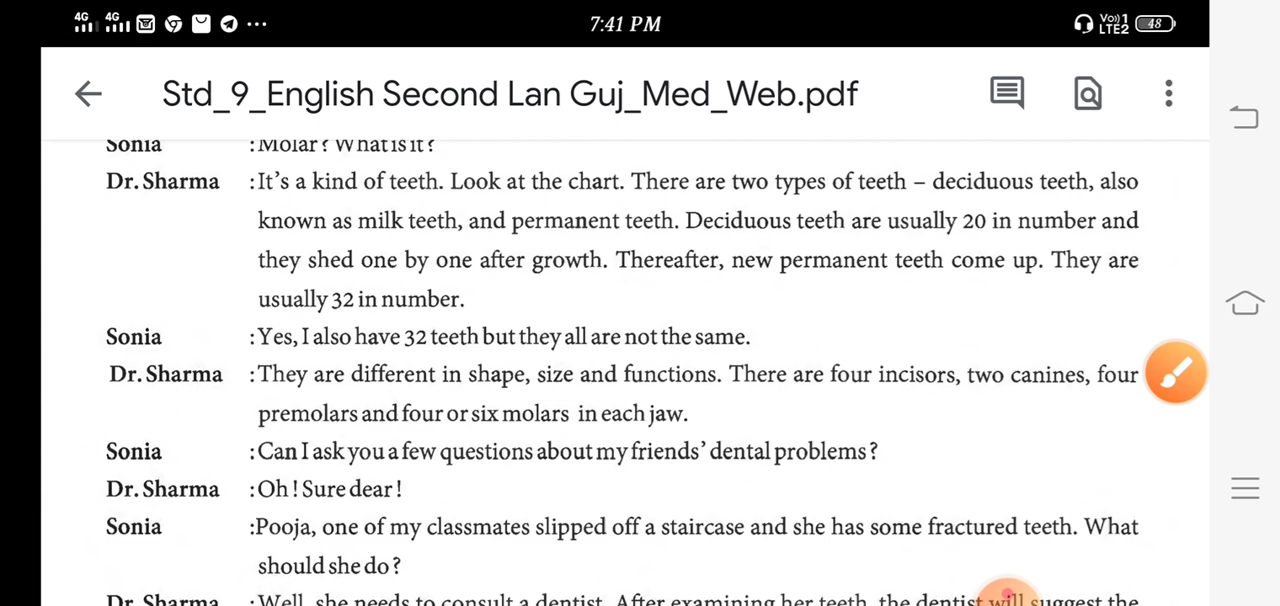 4G 4G 7:41 PM Vo)) 1 LTE2 48
Std_9_English Second Lan Guj_Med_Web.pdf
Sonia : Molar? What is it?
Dr. Sharma : It's a kind of teeth. Look at the chart. There are two types of teeth – deciduous teeth, also
known as milk teeth, and permanent teeth. Deciduous teeth are usually 20 in number and
they shed one by one after growth. Thereafter, new permanent teeth come up. They are
usually 32 in number.
Sonia : Yes, I also have 32 teeth but they all are not the same.
Dr. Sharma : They are different in shape, size and functions. There are four incisors, two canines, four
premolars and four or six molars in each jaw.
Sonia : Can I ask you a few questions about my friends' dental problems?
Dr. Sharma : Oh! Sure dear!
Sonia :Pooja, one of my classmates slipped off a staircase and she has some fractured teeth. What
should she do?
Dr. Sharma : Well, she needs to consult a dentist. After examining her teeth, the dentist will suggest the